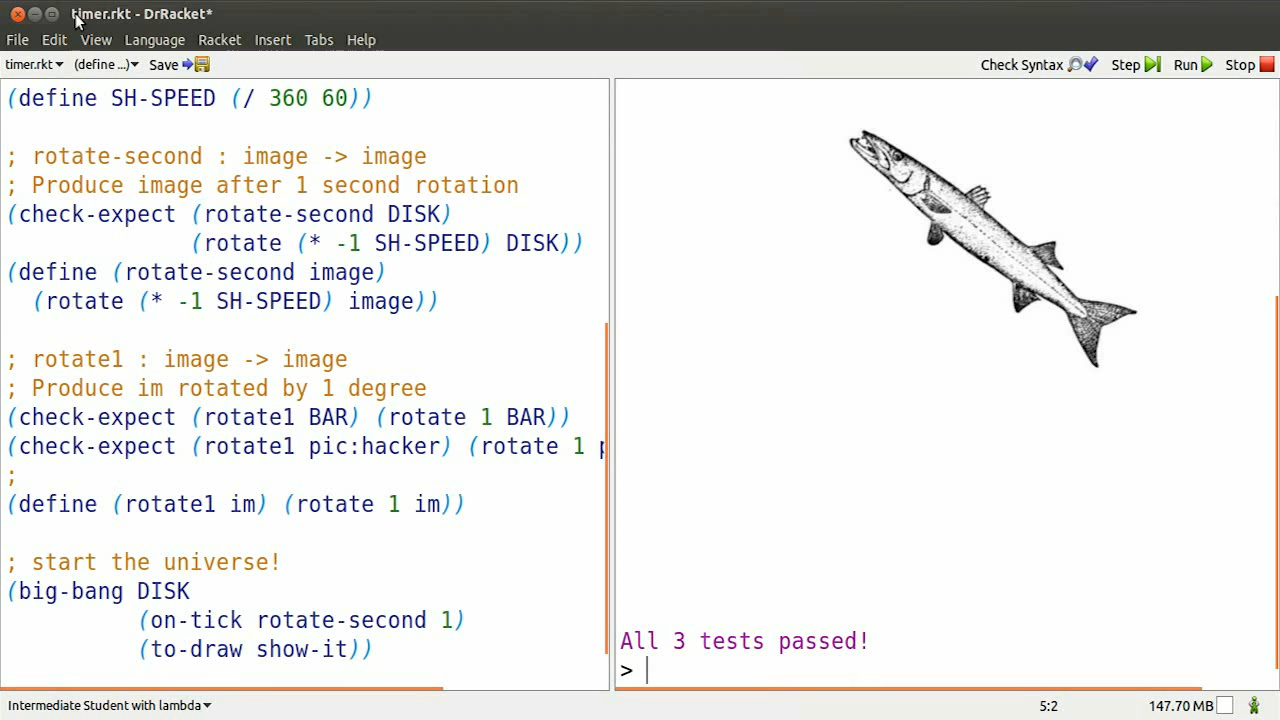 timer.rkt - DrRacket*
File Edit View Language Racket Insert Tabs Help
timer.rkt (define ...) Save Check Syntax Step Run Stop
(define SH-SPEED (/ 360 60))
; rotate-second : image -> image
; Produce image after 1 second rotation
(check-expect (rotate-second DISK)
(rotate (* -1 SH-SPEED) DISK))
(define (rotate-second image)
(rotate (* -1 SH-SPEED) image))
; rotate1 : image -> image
; Produce im rotated by 1 degree
(check-expect (rotate1 BAR) (rotate 1 BAR))
(check-expect (rotate1 pic:hacker) (rotate 1 p
;
(define (rotate1 im) (rotate 1 im))
; start the universe!
(big-bang DISK
(on-tick rotate-second 1)
(to-draw show-it))
All 3 tests passed!
>
Intermediate Student with lambda 5:2 147.70 MB